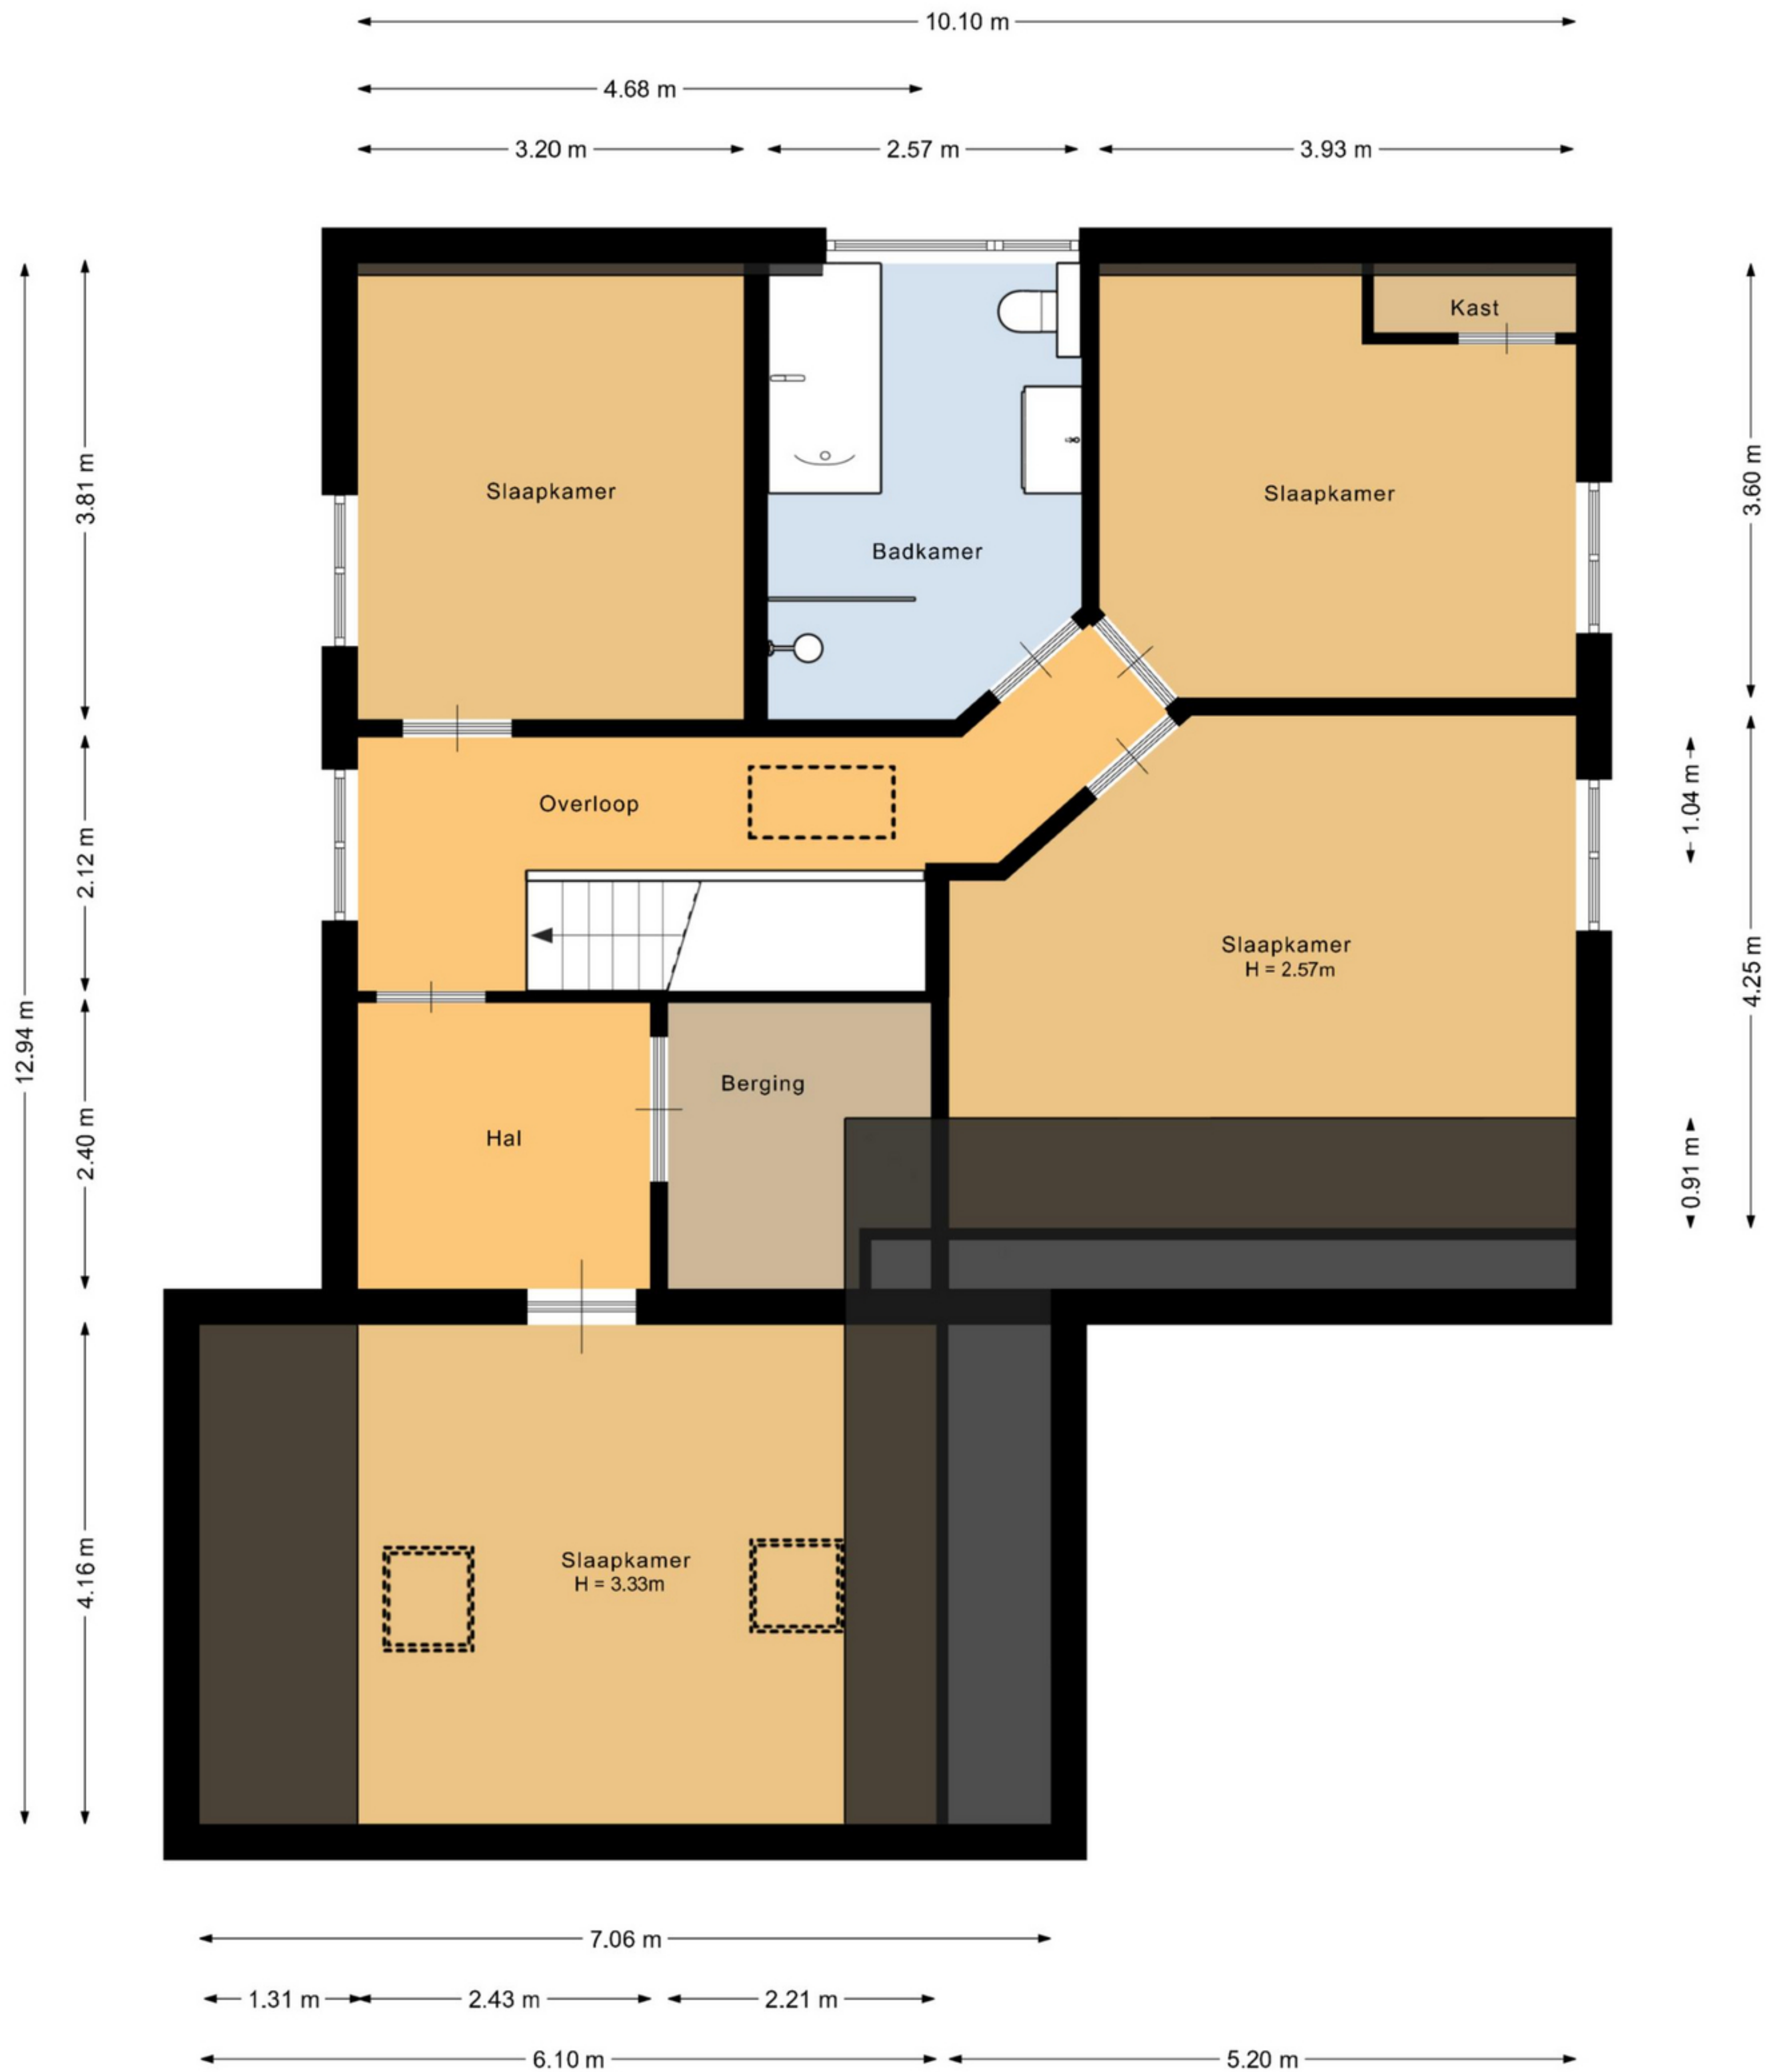 10.10 m
4.68 m
3.20 m
2.57 m
3.93 m
Kast
3.81 m
3.60 m
Slaapkamer
Slaapkamer
Badkamer
1.04 m
Overloop
2.12 m
Slaapkamer
H = 2.57m
4.25 m
12.94 m
Berging
2.40 m
Hal
0.91 m
4.16 m
Slaapkamer
H = 3.33m
7.06 m
1.31 m
2.43 m
2.21 m
6.10 m
5.20 m